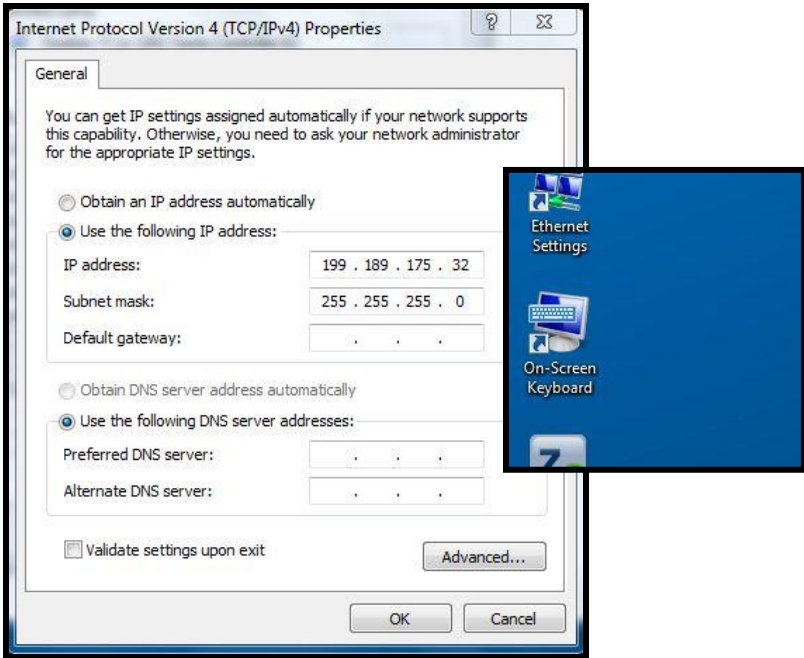 Internet Protocol Version 4 (TCP/IPv4) Properties
General
You can get IP settings assigned automatically if your network supports
this capability. Otherwise, you need to ask your network administrator
for the appropriate IP settings.
Obtain an IP address automatically
Use the following IP address:
IP address: 199 . 189 . 175 . 32
Subnet mask: 255 . 255 . 255 . 0
Default gateway: . . .
Obtain DNS server address automatically
Use the following DNS server addresses:
Preferred DNS server: . . .
Alternate DNS server: . . .
Validate settings upon exit
Advanced...
OK Cancel
Ethernet
Settings
On-Screen
Keyboard
Z